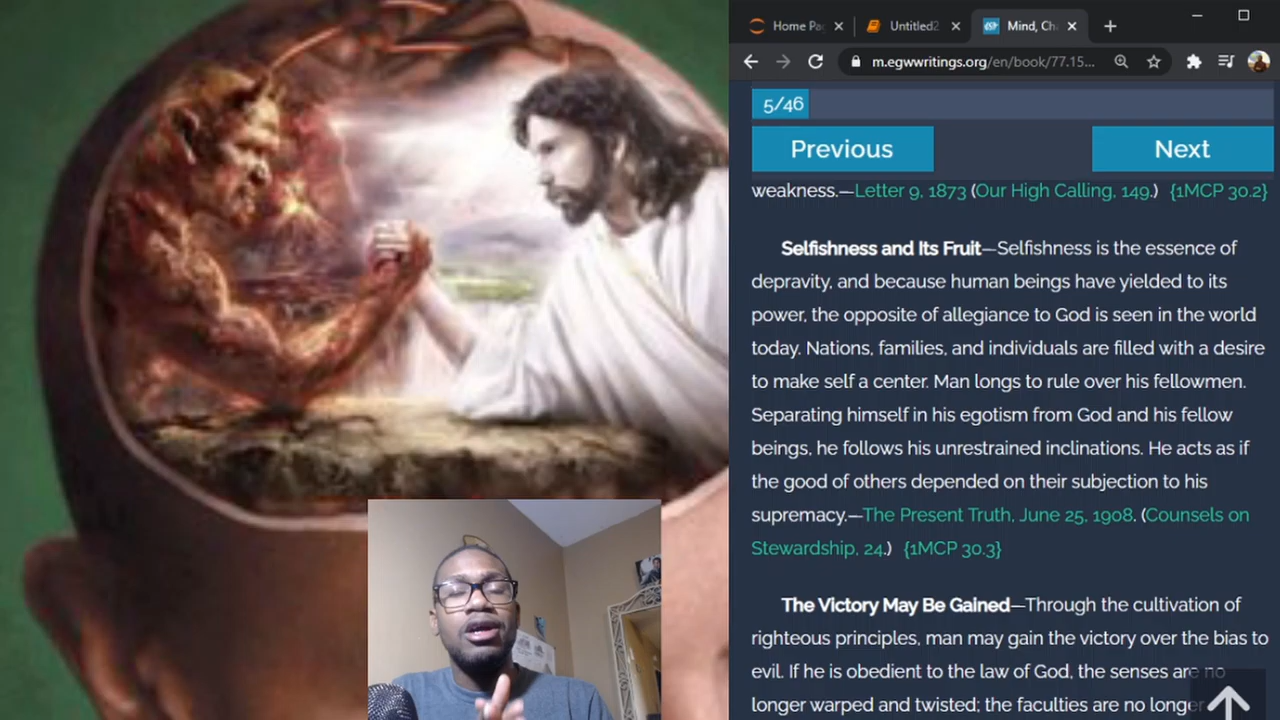 Home Pa
Untitled2
Mind, Ch
m.egwwritings.org/en/book/77.15...
5/46
Previous
Next
weakness.—Letter 9, 1873 (Our High Calling, 149.) {1MCP 30.2}
Selfishness and Its Fruit—Selfishness is the essence of
depravity, and because human beings have yielded to its
power, the opposite of allegiance to God is seen in the world
today. Nations, families, and individuals are filled with a desire
to make self a center. Man longs to rule over his fellowmen.
Separating himself in his egotism from God and his fellow
beings, he follows his unrestrained inclinations. He acts as if
the good of others depended on their subjection to his
supremacy.—The Present Truth, June 25, 1908. (Counsels on
Stewardship, 24.) {1MCP 30.3}
The Victory May Be Gained—Through the cultivation of
righteous principles, man may gain the victory over the bias to
evil. If he is obedient to the law of God, the senses are no
longer warped and twisted; the faculties are no longer